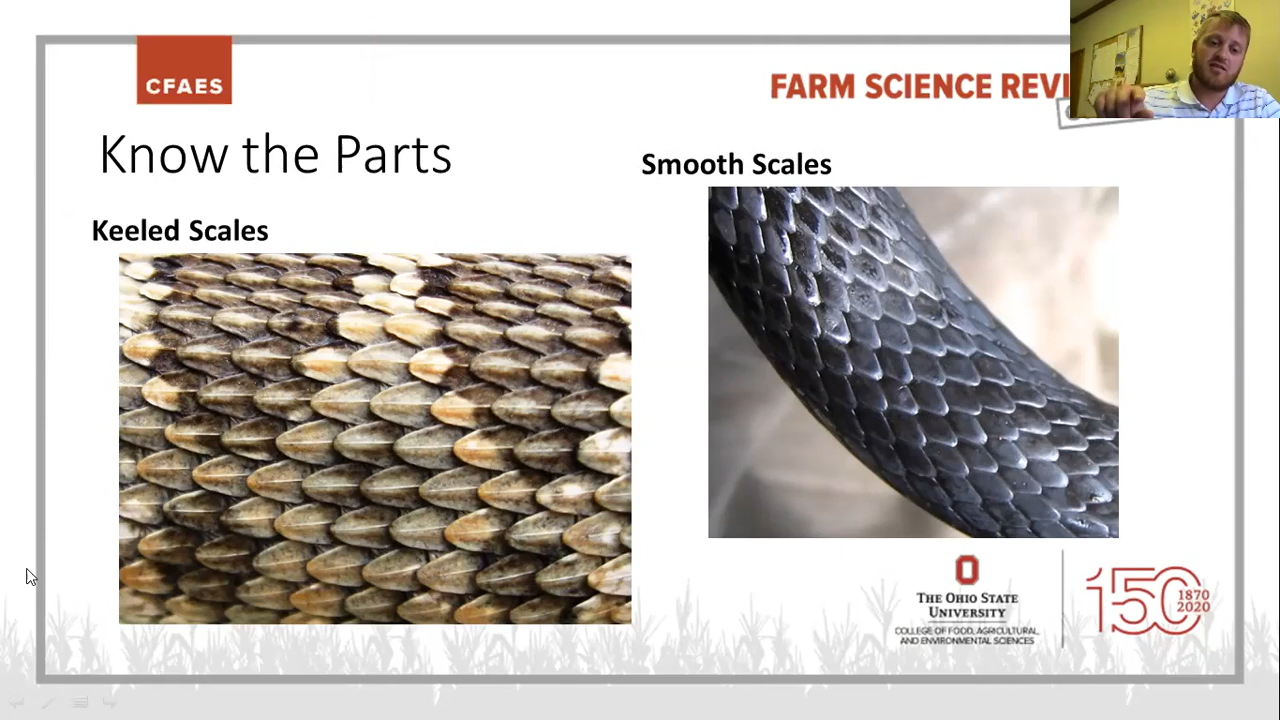 CFAES
FARM SCIENCE REVI
Know the Parts
Smooth Scales
Keeled Scales
THE OHIO STATE
UNIVERSITY
COLLEGE OF FOOD, AGRICULTURAL,
AND ENVIRONMENTAL SCIENCES
150
1870
2020